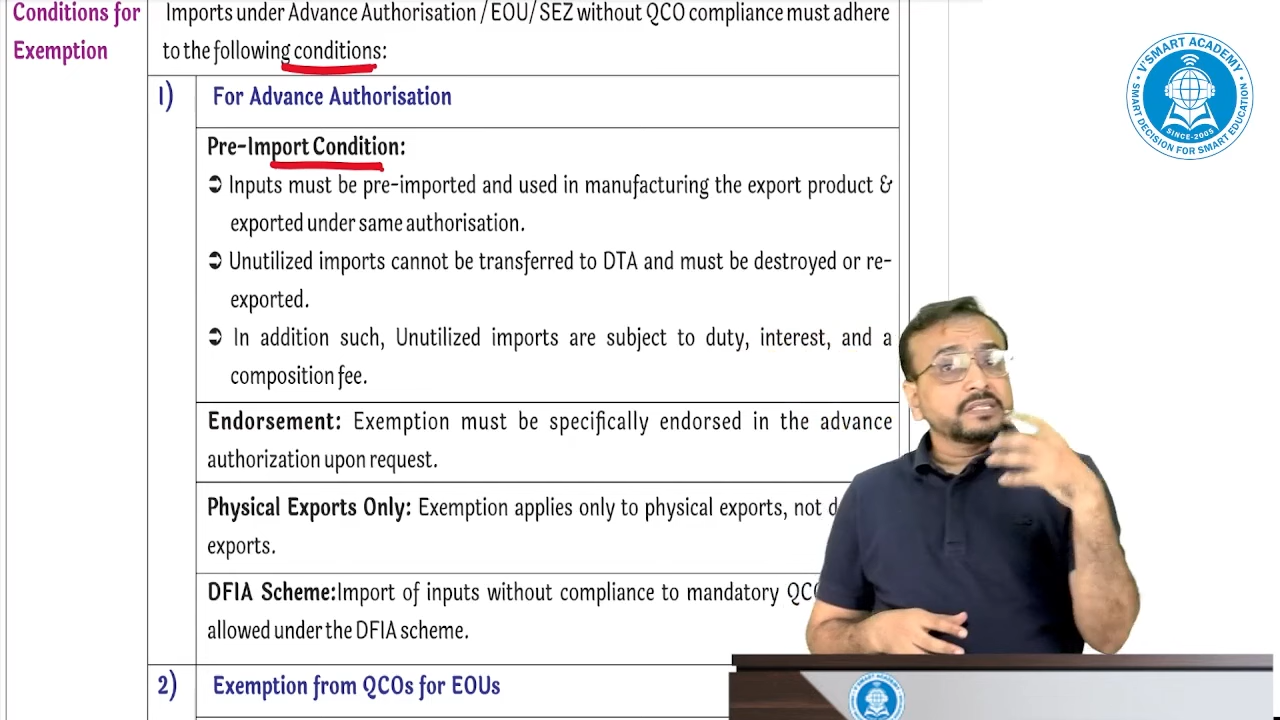 Conditions for
Exemption
Imports under Advance Authorisation / EOU/ SEZ without QCO compliance must adhere
to the following conditions:
1) For Advance Authorisation
Pre-Import Condition:
➲ Inputs must be pre-imported and used in manufacturing the export product &
exported under same authorisation.
➲ Unutilized imports cannot be transferred to DTA and must be destroyed or re-
exported.
➲ In addition such, Unutilized imports are subject to duty, interest, and a
composition fee.
Endorsement: Exemption must be specifically endorsed in the advance
authorization upon request.
Physical Exports Only: Exemption applies only to physical exports, not
exports.
DFIA Scheme:Import of inputs without compliance to mandatory
allowed under the DFIA scheme.
2) Exemption from QCOs for EOUs
V'SMART ACADEMY
SMART DECISION FOR SMART EDUCATION
SINCE-2005